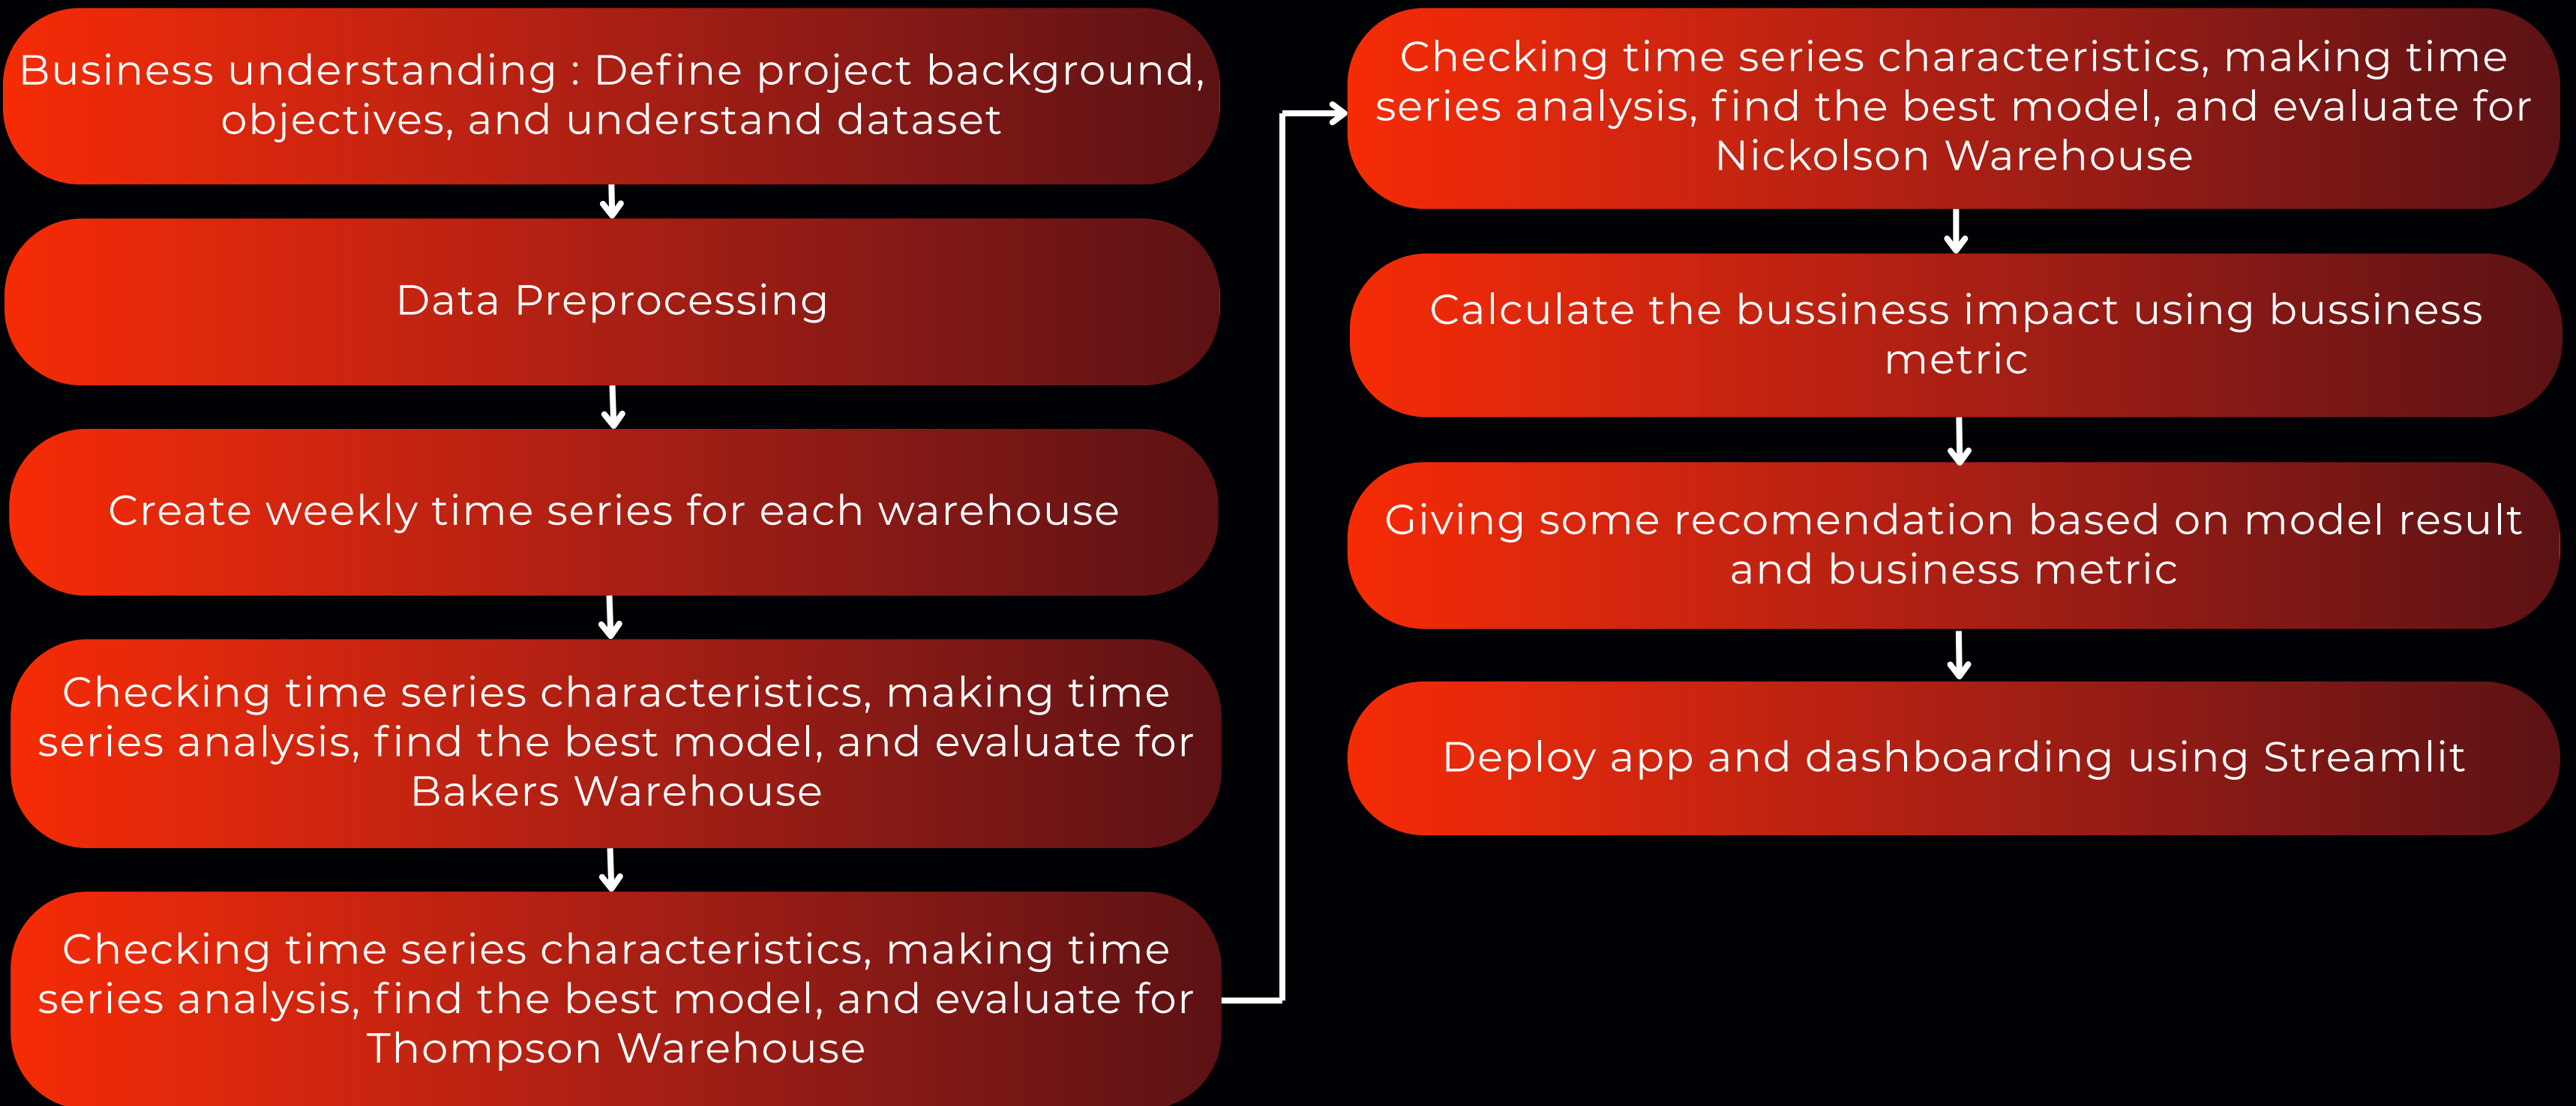 Business understanding : Define project background,
objectives, and understand dataset
Data Preprocessing
Create weekly time series for each warehouse
Checking time series characteristics, making time
series analysis, find the best model, and evaluate for
Bakers Warehouse
Checking time series characteristics, making time
series analysis, find the best model, and evaluate for
Thompson Warehouse
Checking time series characteristics, making time
series analysis, find the best model, and evaluate for
Nickolson Warehouse
Calculate the bussiness impact using bussiness
metric
Giving some recomendation based on model result
and business metric
Deploy app and dashboarding using Streamlit